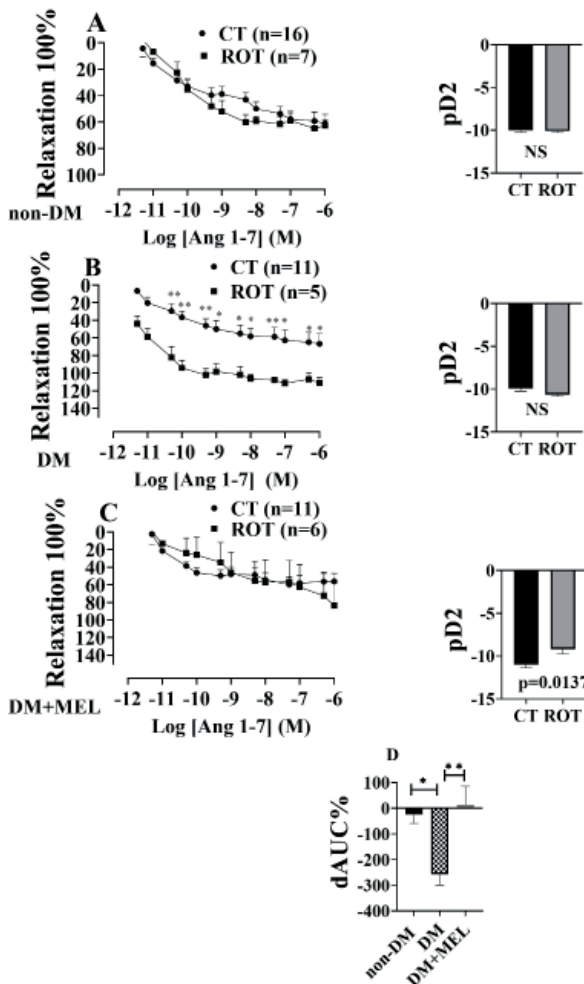 A
CT (n=16)
ROT (n=7)
Relaxation 100%
0
20
40
60
80
100
-12 -11 -10 -9 -8 -7 -6
non-DM
Log [Ang 1-7] (M)
pD2
0
-5
-10
-15
NS
CT ROT
B
CT (n=11)
ROT (n=5)
Relaxation 100%
0
20
40
60
80
100
120
140
** ** ** * * * *** * *
-12 -11 -10 -9 -8 -7 -6
DM
Log [Ang 1-7] (M)
pD2
0
-5
-10
-15
NS
CT ROT
C
CT (n=11)
ROT (n=6)
Relaxation 100%
0
20
40
60
80
100
120
140
-12 -11 -10 -9 -8 -7 -6
DM+MEL
Log [Ang 1-7] (M)
pD2
0
-5
-10
-15
p=0.0137
CT ROT
D
* **
dAUC%
100
0
-100
-200
-300
-400
non-DM
DM
DM+MEL